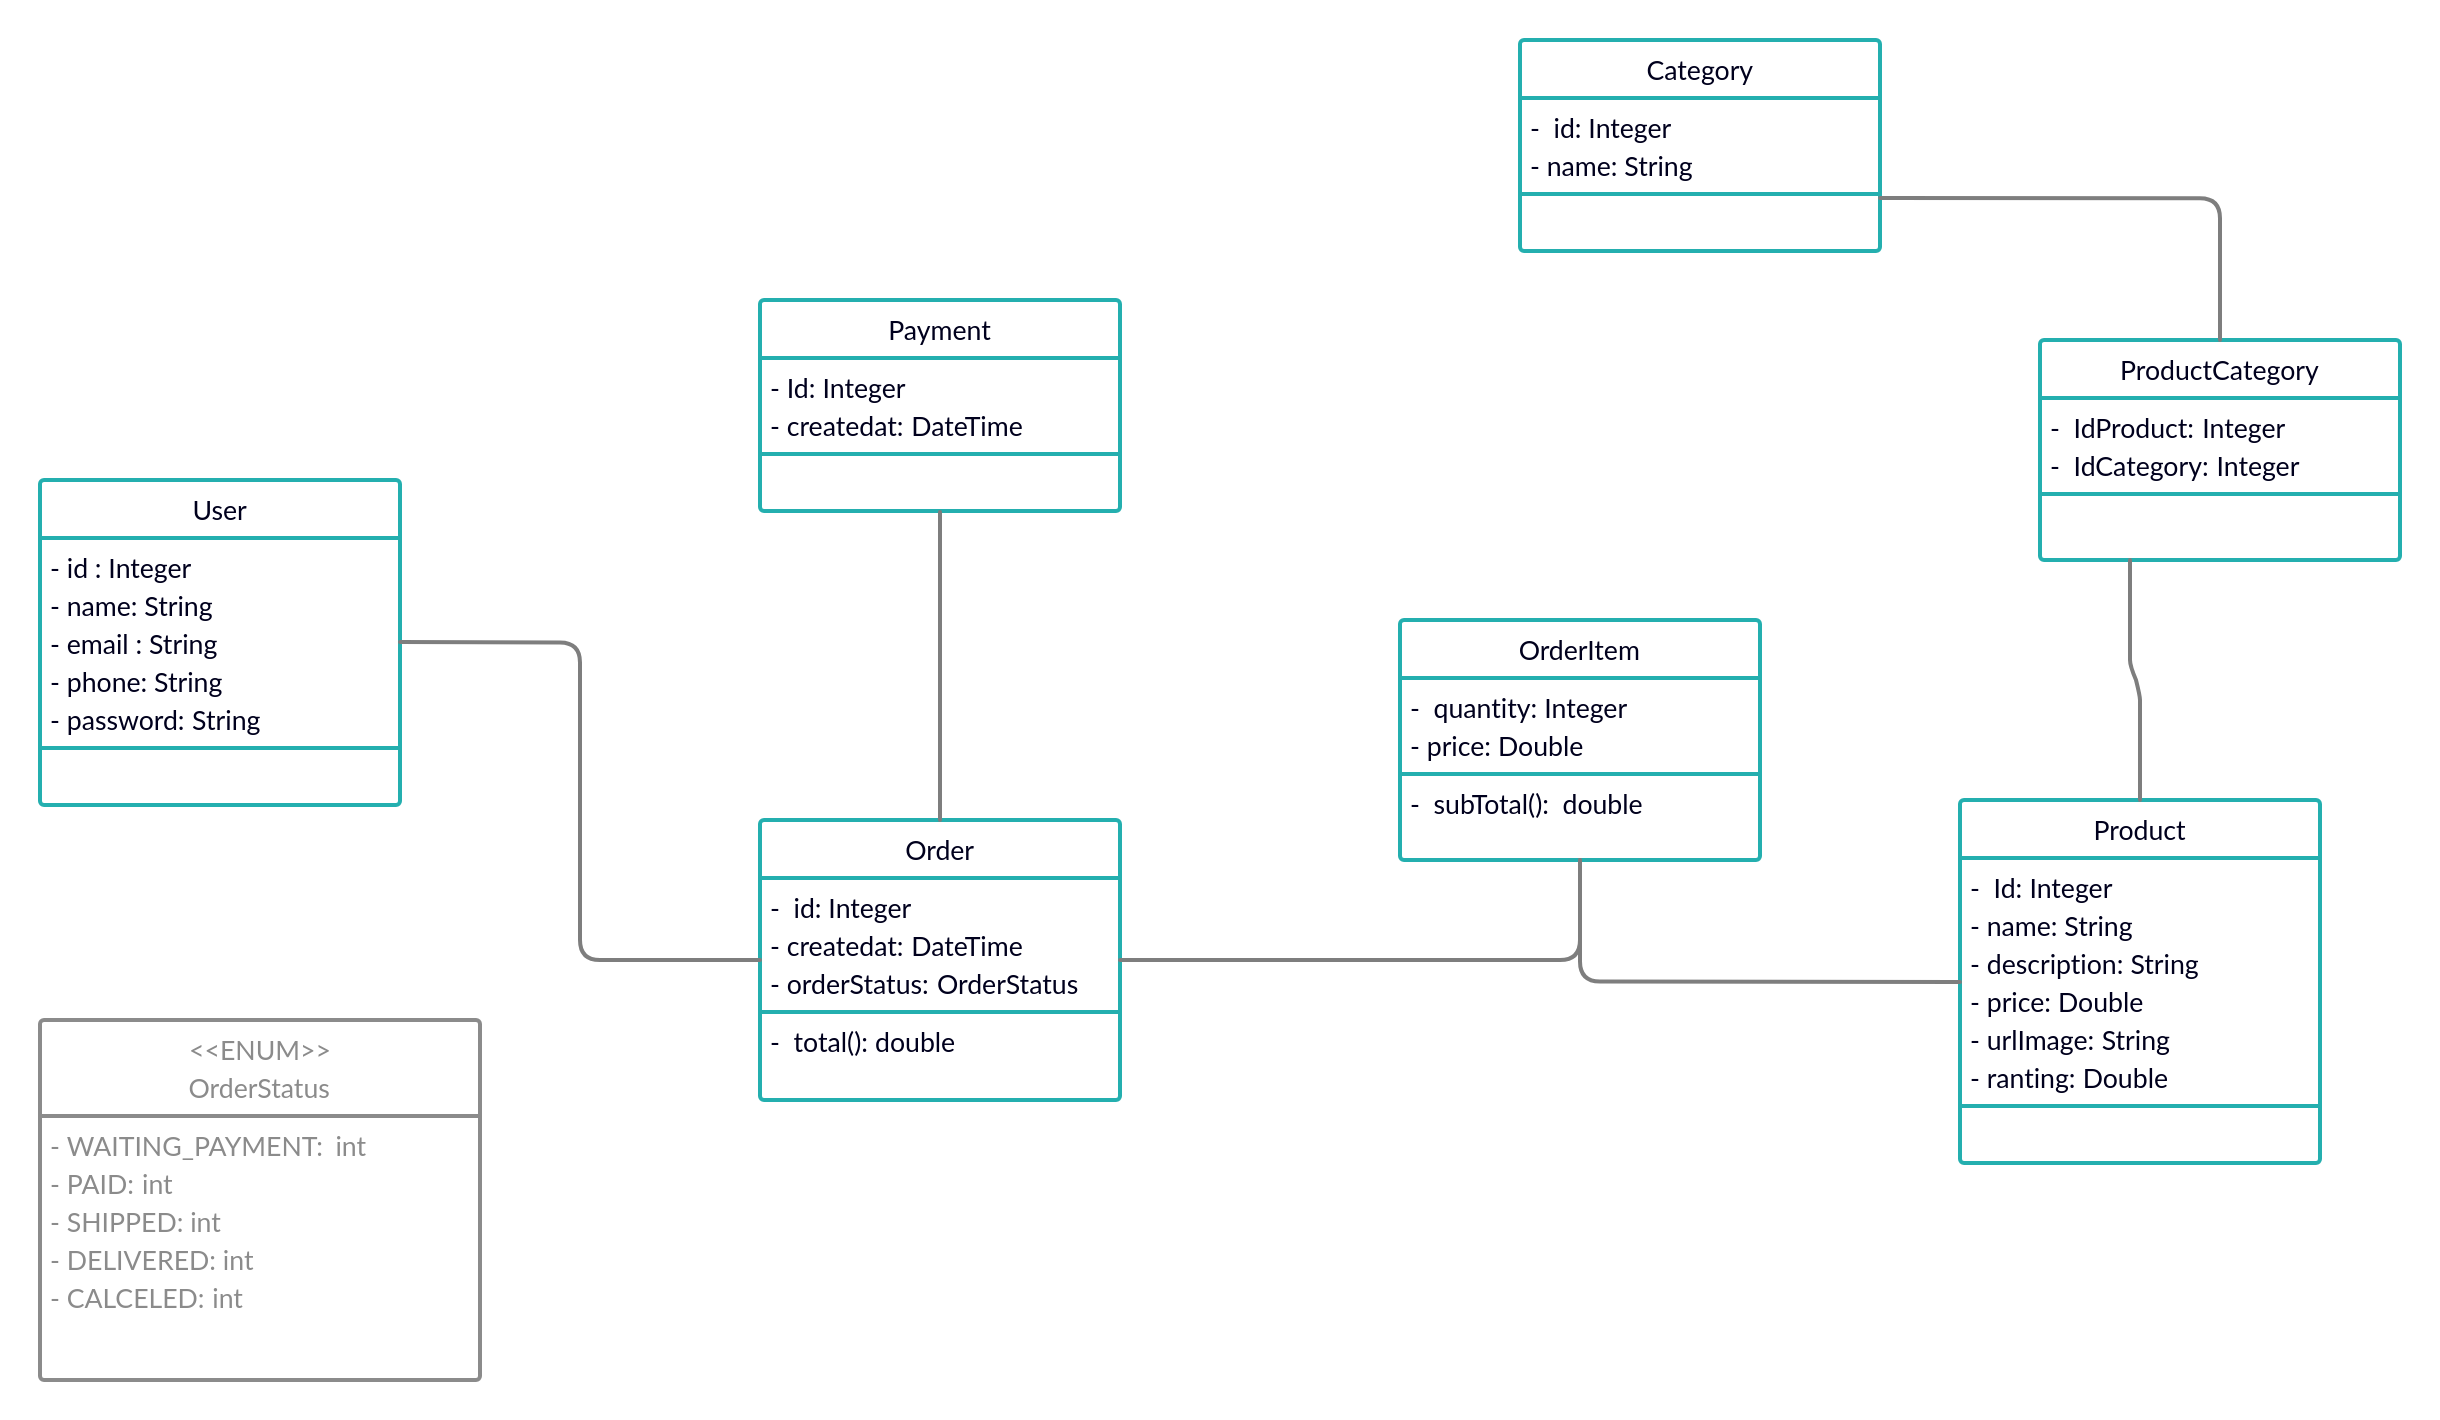 Category
-  id: Integer
- name: String
Payment
- Id: Integer
- createdat: DateTime
ProductCategory
-  IdProduct: Integer
-  IdCategory: Integer
User
- id : Integer
- name: String
- email : String
- phone: String
- password: String
OrderItem
-  quantity: Integer
- price: Double
-  subTotal():  double
Order
-  id: Integer
- createdat: DateTime
- orderStatus: OrderStatus
-  total(): double
Product
-  Id: Integer
- name: String
- description: String
- price: Double
- urlImage: String
- ranting: Double
<<ENUM>>
OrderStatus
- WAITING_PAYMENT:  int
- PAID: int
- SHIPPED: int
- DELIVERED: int
- CALCELED: int